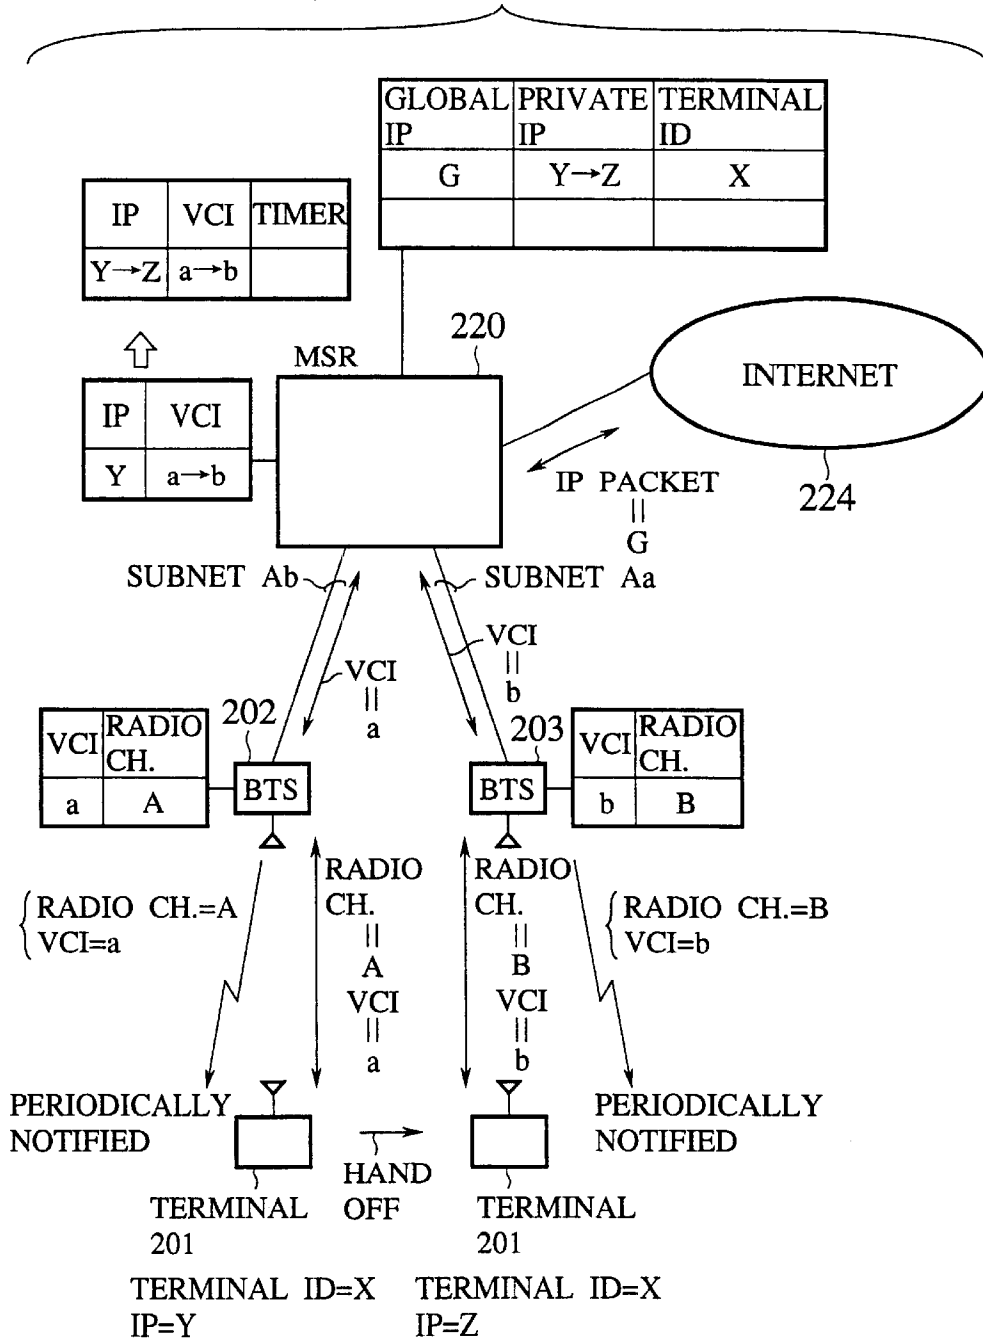 GLOBAL IP
PRIVATE IP
TERMINAL ID
G
Y→Z
X
IP
VCI
TIMER
Y→Z
a→b
220
MSR
INTERNET
IP
VCI
Y
a→b
224
IP PACKET
||
G
SUBNET Ab
SUBNET Aa
VCI
||
a
VCI
||
b
202
203
VCI
RADIO CH.
a
A
BTS
BTS
VCI
RADIO CH.
b
B
RADIO CH.=A
VCI=a
RADIO
CH.
||
A
VCI
||
a
RADIO
CH.
||
B
VCI
||
b
RADIO CH.=B
VCI=b
PERIODICALLY
NOTIFIED
PERIODICALLY
NOTIFIED
HAND
OFF
TERMINAL
201
TERMINAL
201
TERMINAL ID=X
IP=Y
TERMINAL ID=X
IP=Z